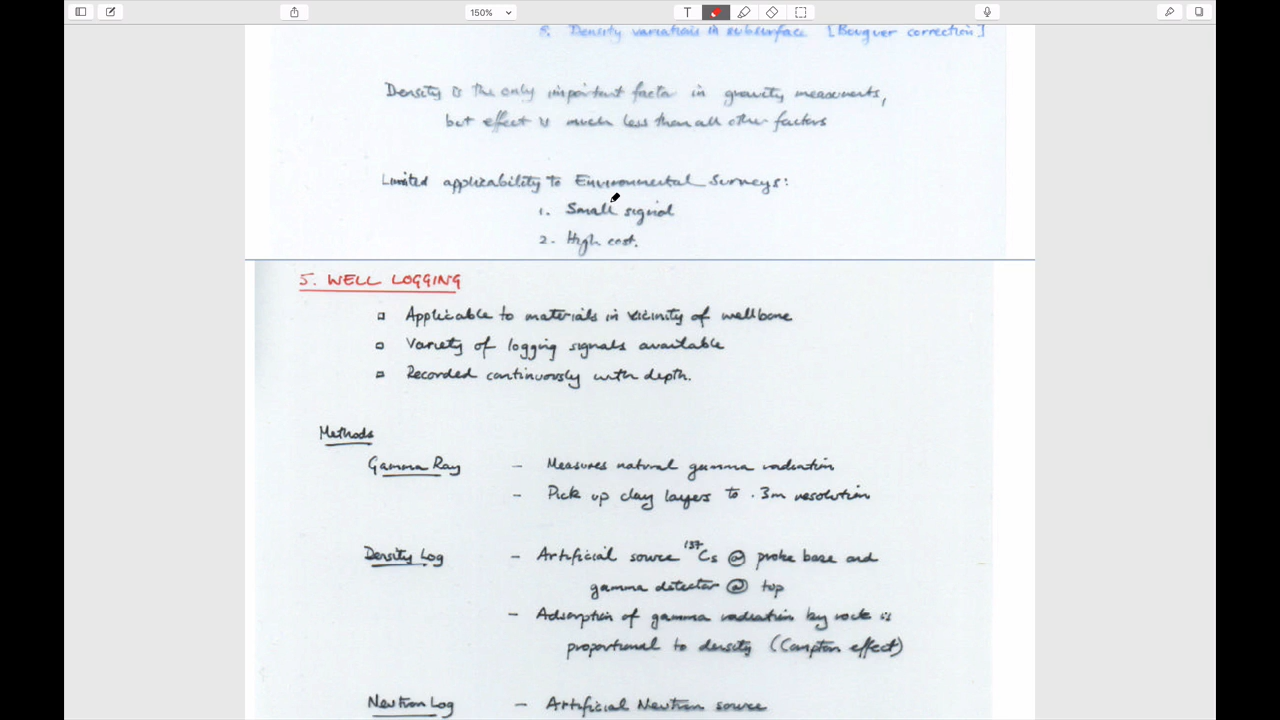 150%
T
8. Density variations in subsurface [Bouguer correction]
Density is the only important factor in gravity measurements,
but effect is much less than all other factors
Limited applicability to Environmental Surveys:
1. Small signal
2. High cost.
5. WELL LOGGING
Applicable to materials in vicinity of wellbore
Variety of logging signals available
Recorded continuously with depth.
Methods
Gamma Ray – Measures natural gamma radiation
– Pick up clay layers to .3m resolution
Density Log – Artificial source ¹³⁷Cs @ probe base and
gamma detector @ top
– Adsorption of gamma radiation by rock is
proportional to density (Compton effect)
Neutron Log – Artificial Neutron source